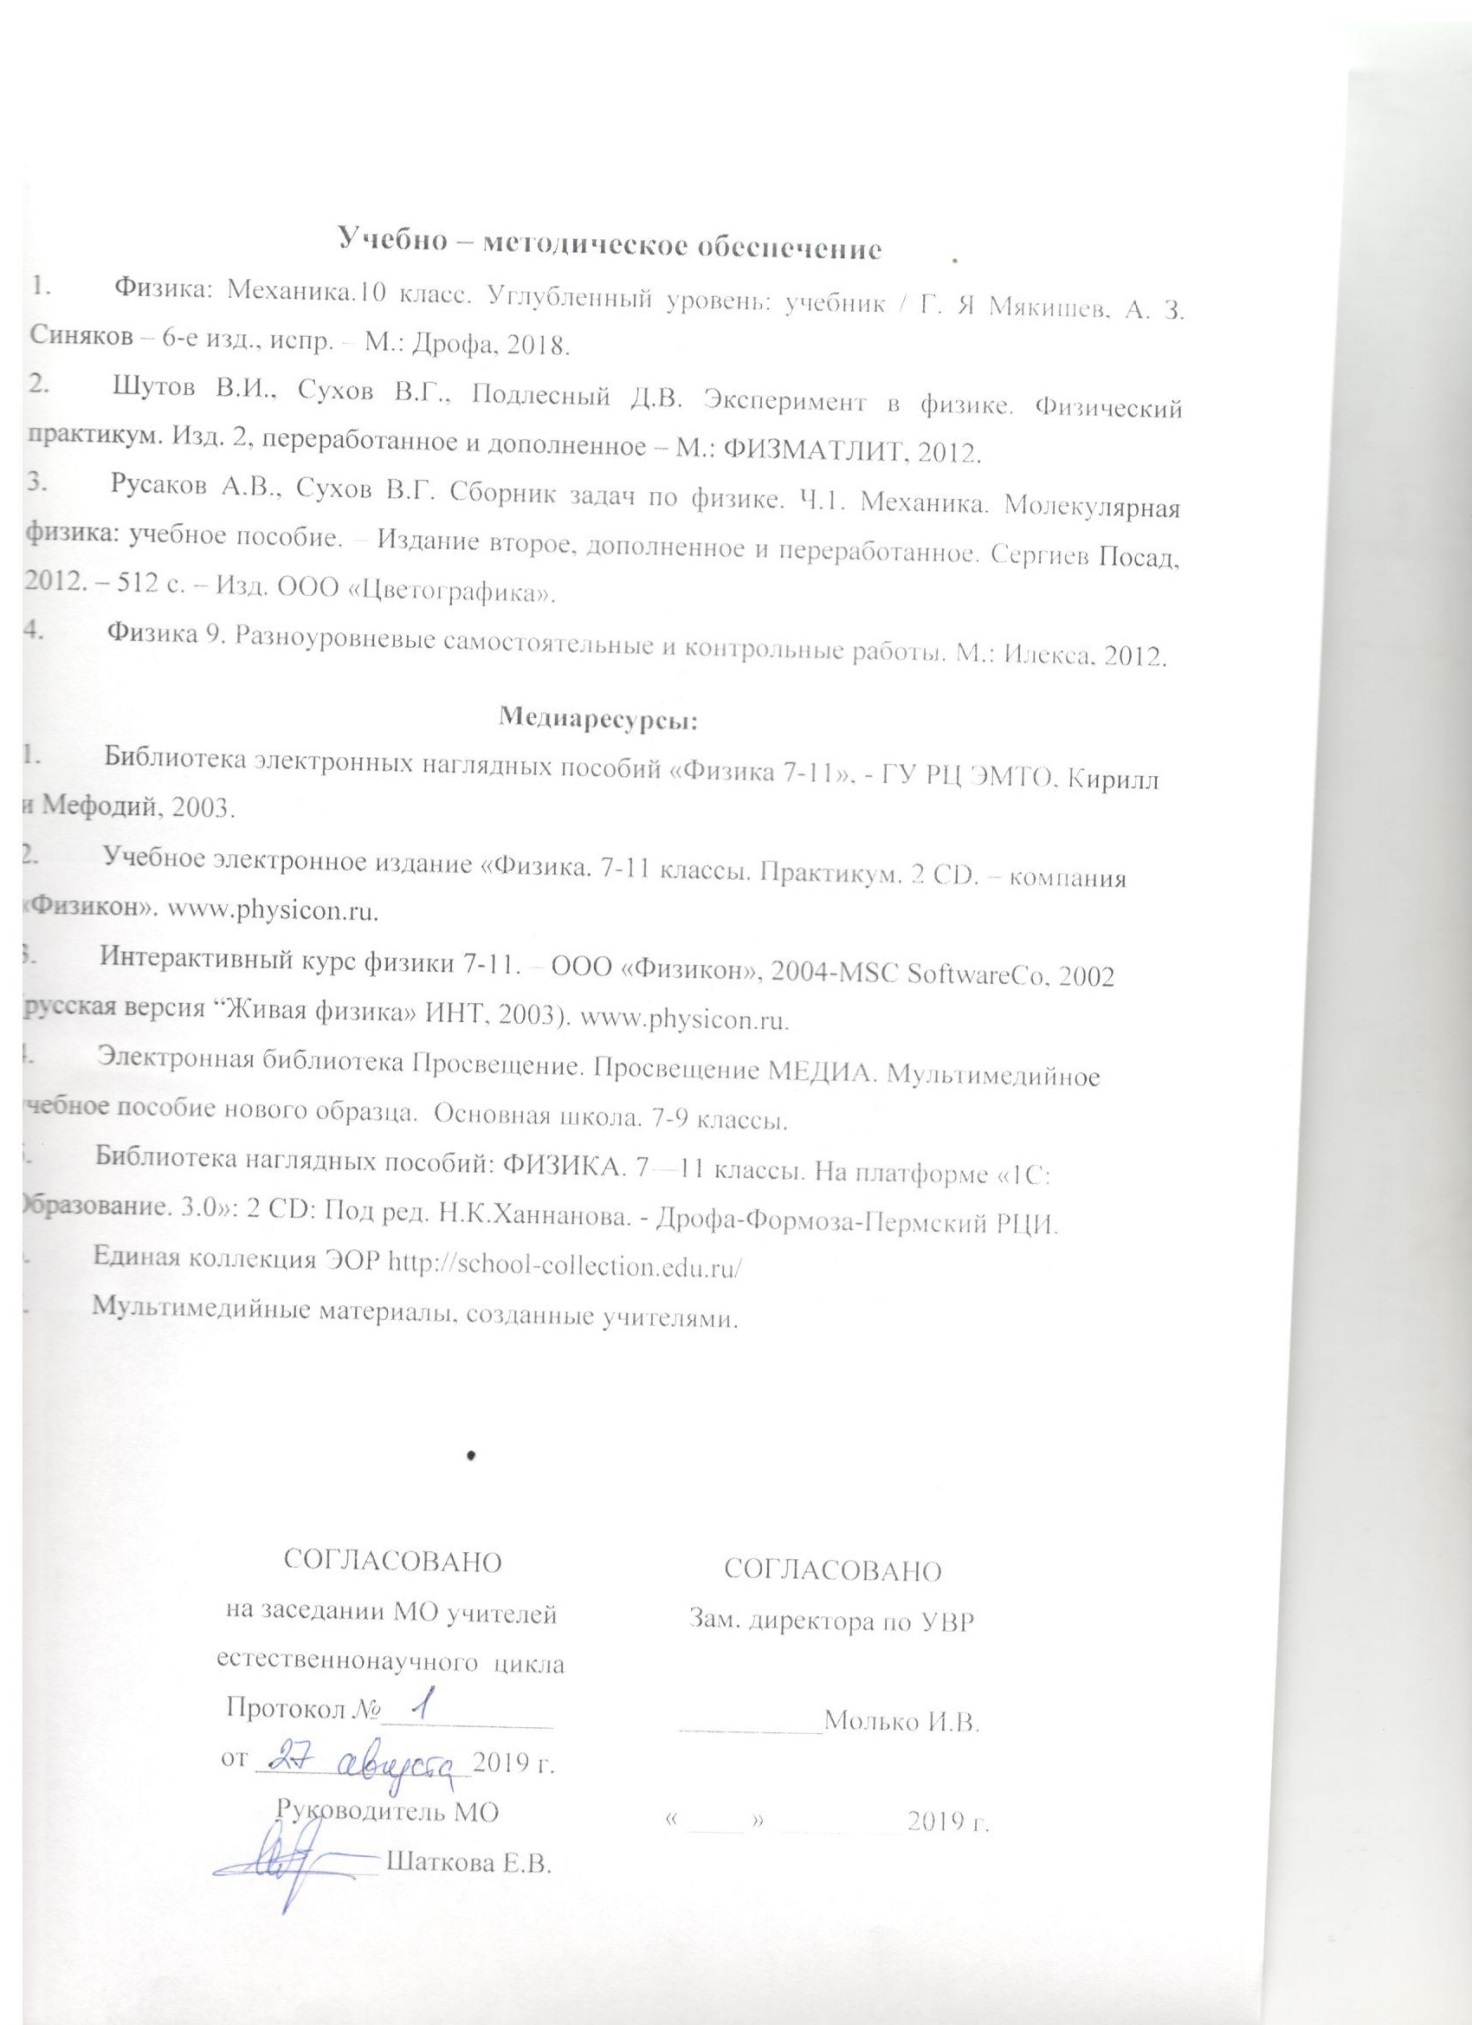 Учебно – методическое обеспечение
1. Физика: Механика.10 класс. Углубленный уровень: учебник / Г. Я Мякишев, А. З.
Синяков – 6-е изд., испр. – М.: Дрофа, 2018.
2. Шутов В.И., Сухов В.Г., Подлесный Д.В. Эксперимент в физике. Физический
практикум. Изд. 2, переработанное и дополненное – М.: ФИЗМАТЛИТ, 2012.
3. Русаков А.В., Сухов В.Г. Сборник задач по физике. Ч.1. Механика. Молекулярная
физика: учебное пособие. – Издание второе, дополненное и переработанное. Сергиев Посад,
2012. – 512 с. – Изд. ООО «Цветографика».
4. Физика 9. Разноуровневые самостоятельные и контрольные работы. М.: Илекса, 2012.
Медиаресурсы:
1. Библиотека электронных наглядных пособий «Физика 7-11», - ГУ РЦ ЭМТО, Кирилл
и Мефодий, 2003.
2. Учебное электронное издание «Физика. 7-11 классы. Практикум. 2 CD. – компания
«Физикон». www.physicon.ru.
3. Интерактивный курс физики 7-11. – ООО «Физикон», 2004-MSC SoftwareCo, 2002
русская версия “Живая физика» ИНТ, 2003). www.physicon.ru.
4. Электронная библиотека Просвещение. Просвещение МЕДИА. Мультимедийное
чебное пособие нового образца. Основная школа. 7-9 классы.
Библиотека наглядных пособий: ФИЗИКА. 7—11 классы. На платформе «1С:
Образование. 3.0»: 2 CD: Под ред. Н.К.Ханнанова. - Дрофа-Формоза-Пермский РЦИ.
Единая коллекция ЭОР http://school-collection.edu.ru/
Мультимедийные материалы, созданные учителями.
СОГЛАСОВАНО
на заседании МО учителей
естественнонаучного цикла
Протокол № 1
от 27 августа 2019 г.
Руководитель МО
Шаткова Е.В.
СОГЛАСОВАНО
Зам. директора по УВР
____________Молько И.В.
« ____ » _________ 2019 г.